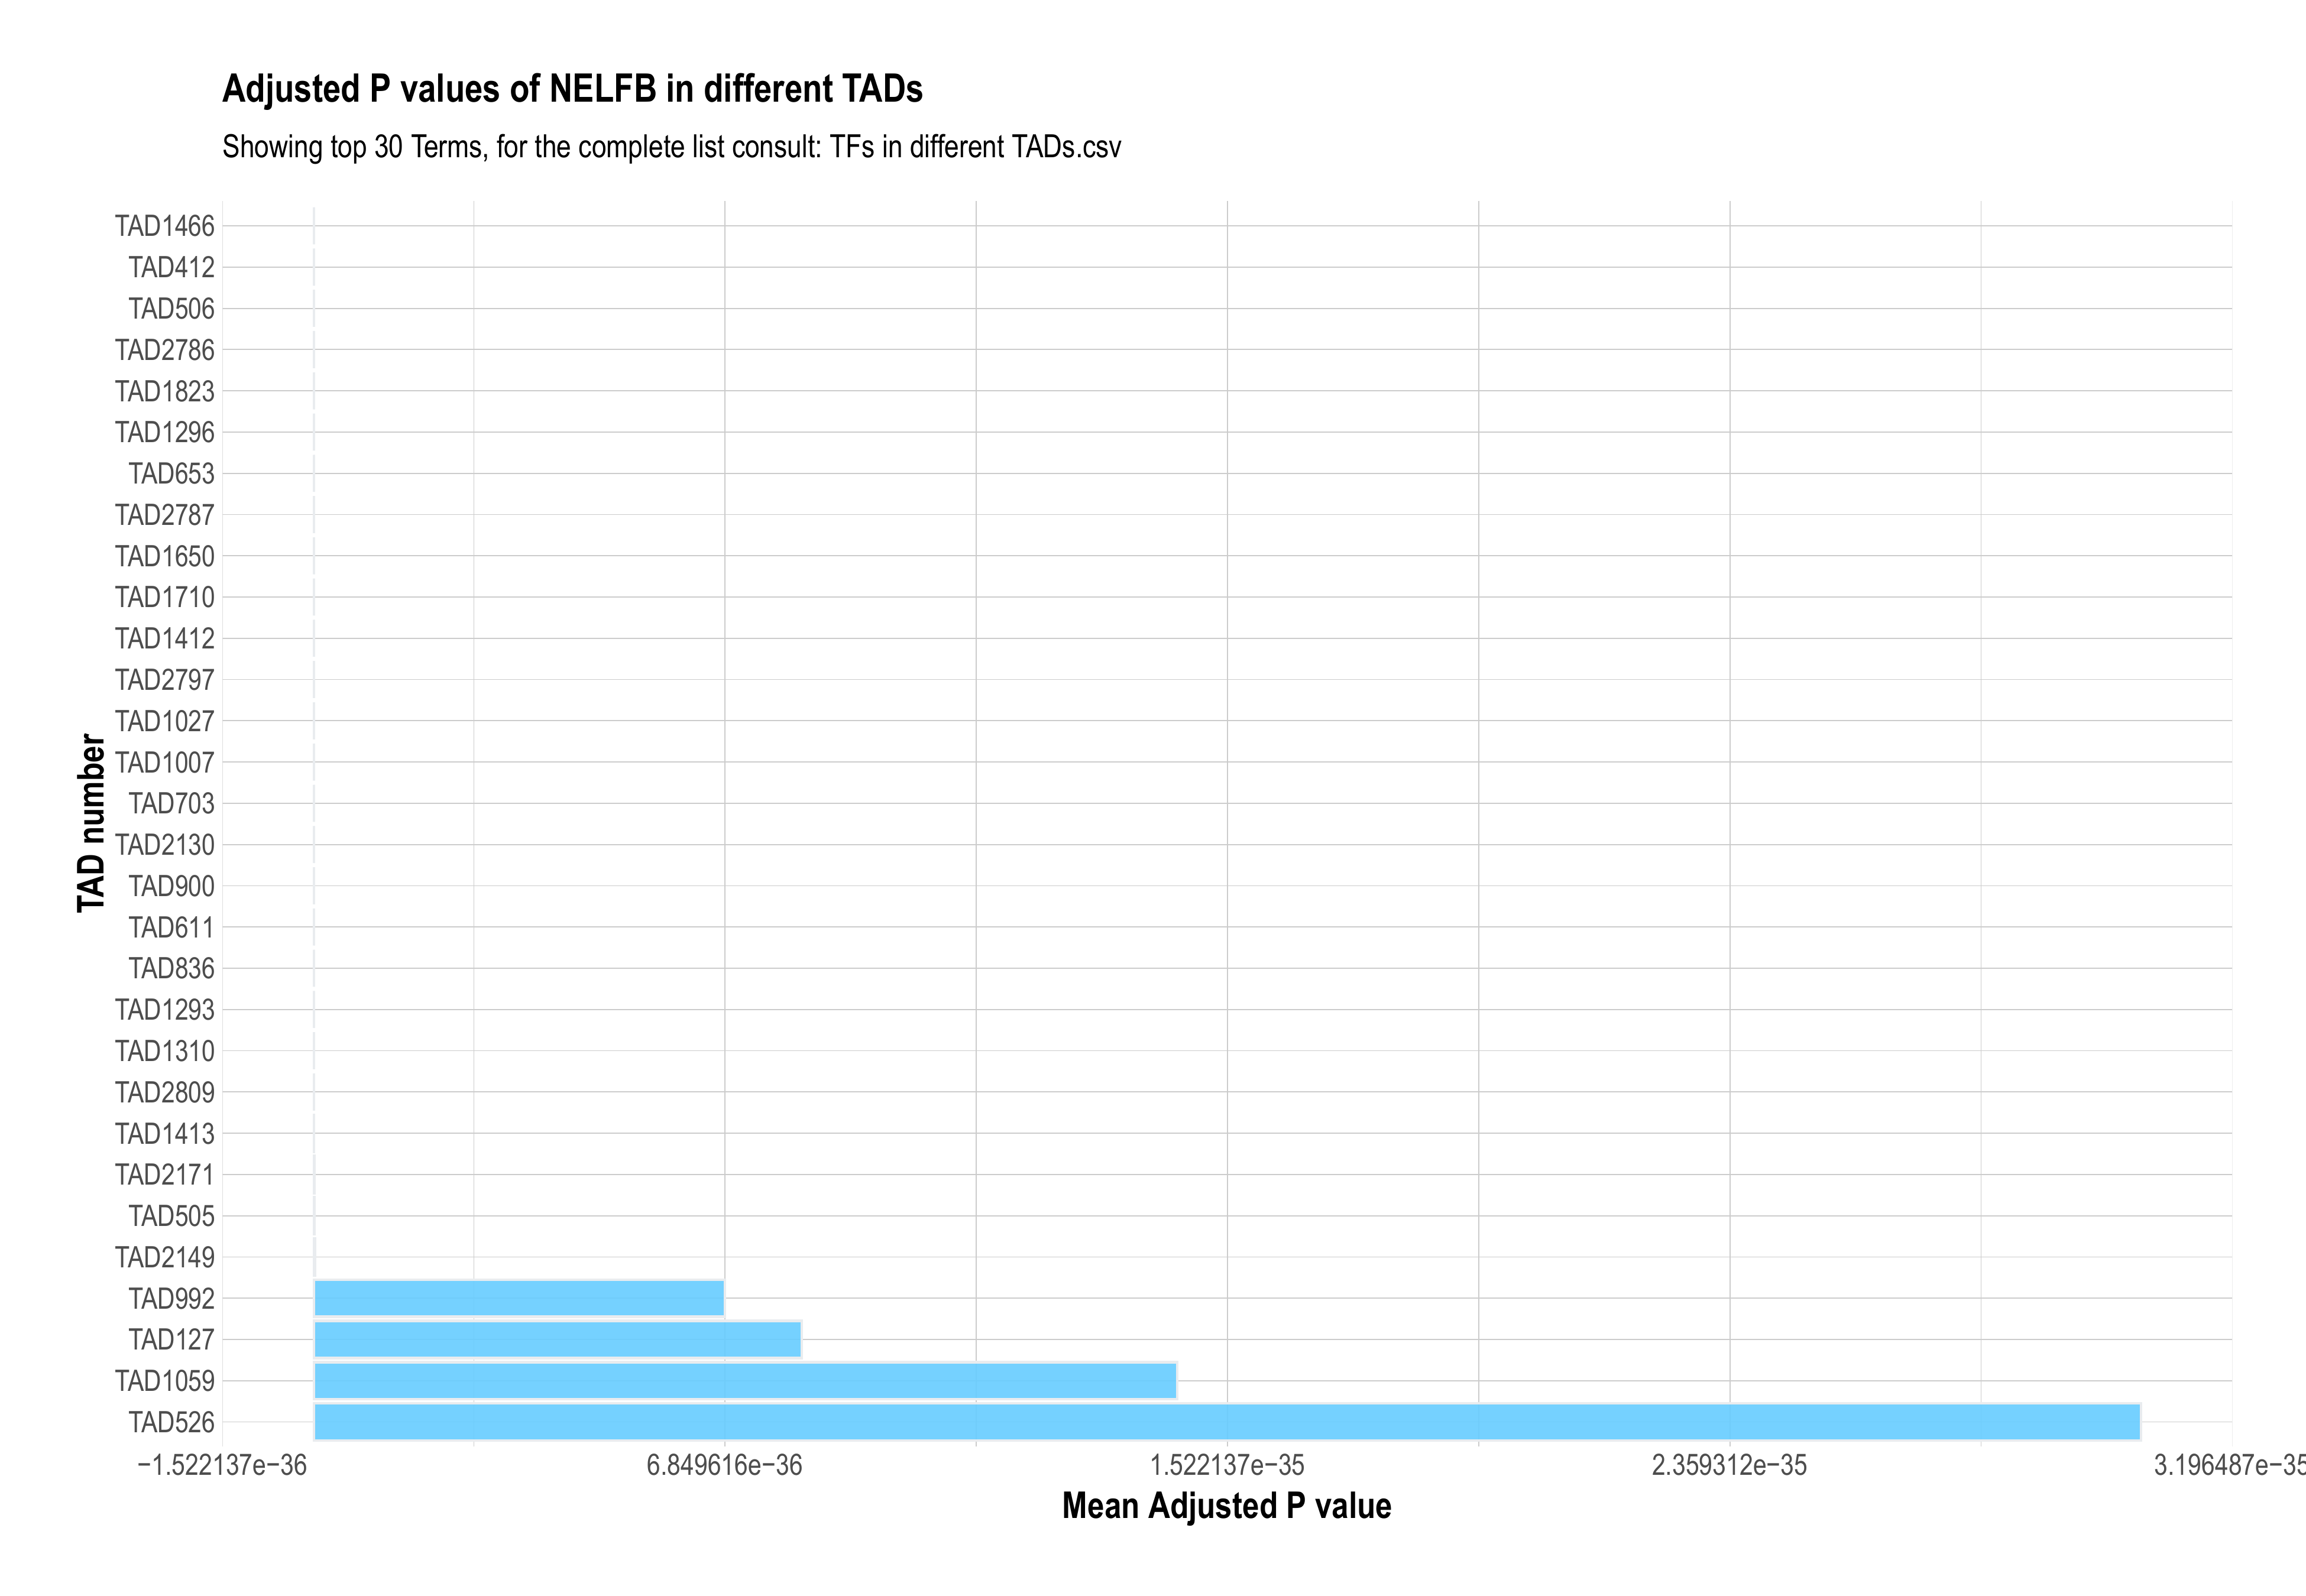 Adjusted P values of NELFB in different TADs
Showing top 30 Terms, for the complete list consult: TFs in different TADs.csv
TAD number
TAD1466
TAD412
TAD506
TAD2786
TAD1823
TAD1296
TAD653
TAD2787
TAD1650
TAD1710
TAD1412
TAD2797
TAD1027
TAD1007
TAD703
TAD2130
TAD900
TAD611
TAD836
TAD1293
TAD1310
TAD2809
TAD1413
TAD2171
TAD505
TAD2149
TAD992
TAD127
TAD1059
TAD526
−1.522137e−36 6.849616e−36 1.522137e−35 2.359312e−35 3.196487e−35
Mean Adjusted P value